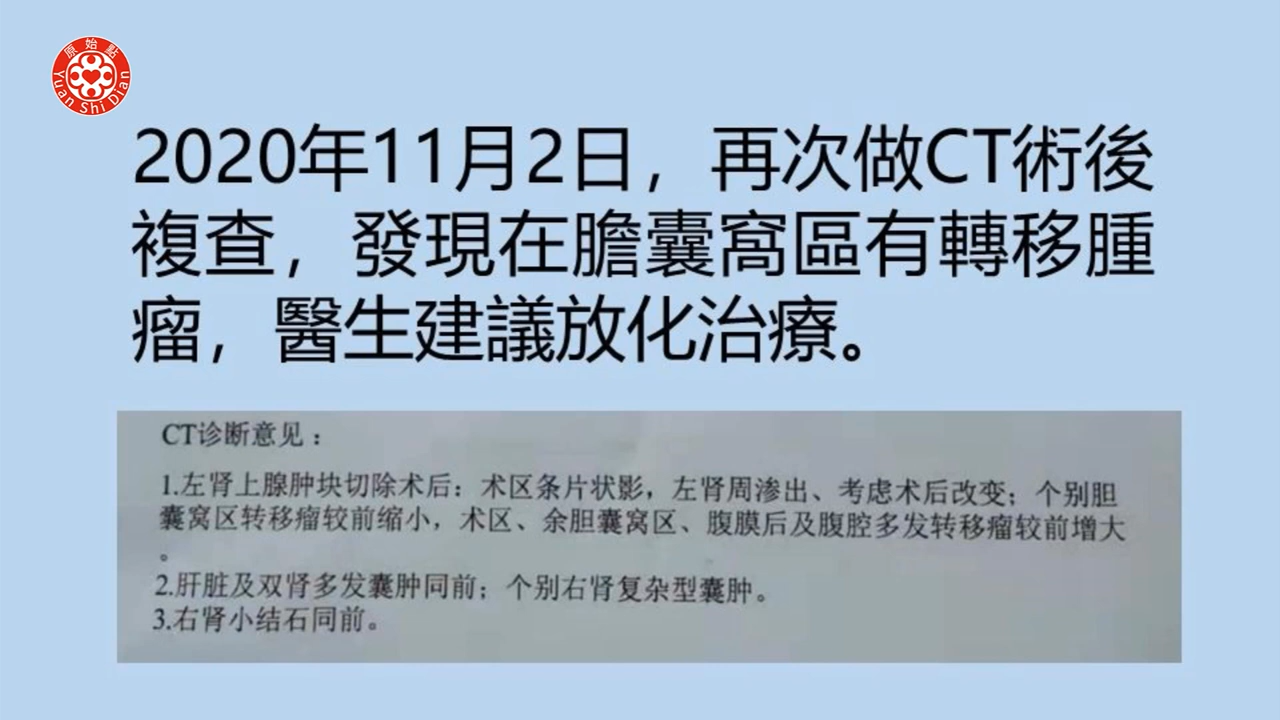 原始點
Yuan Shi Dian
2020年11月2日，再次做CT術後
複查，發現在膽囊窩區有轉移腫
瘤，醫生建議放化治療。
CT诊断意见：
1.左肾上腺肿块切除术后：术区条片状影，左肾周渗出、考虑术后改变；个别胆
囊窝区转移瘤较前缩小，术区、余胆囊窝区、腹膜后及腹腔多发转移瘤较前增大
。
2.肝脏及双肾多发囊肿同前；个别右肾复杂型囊肿。
3.右肾小结石同前。